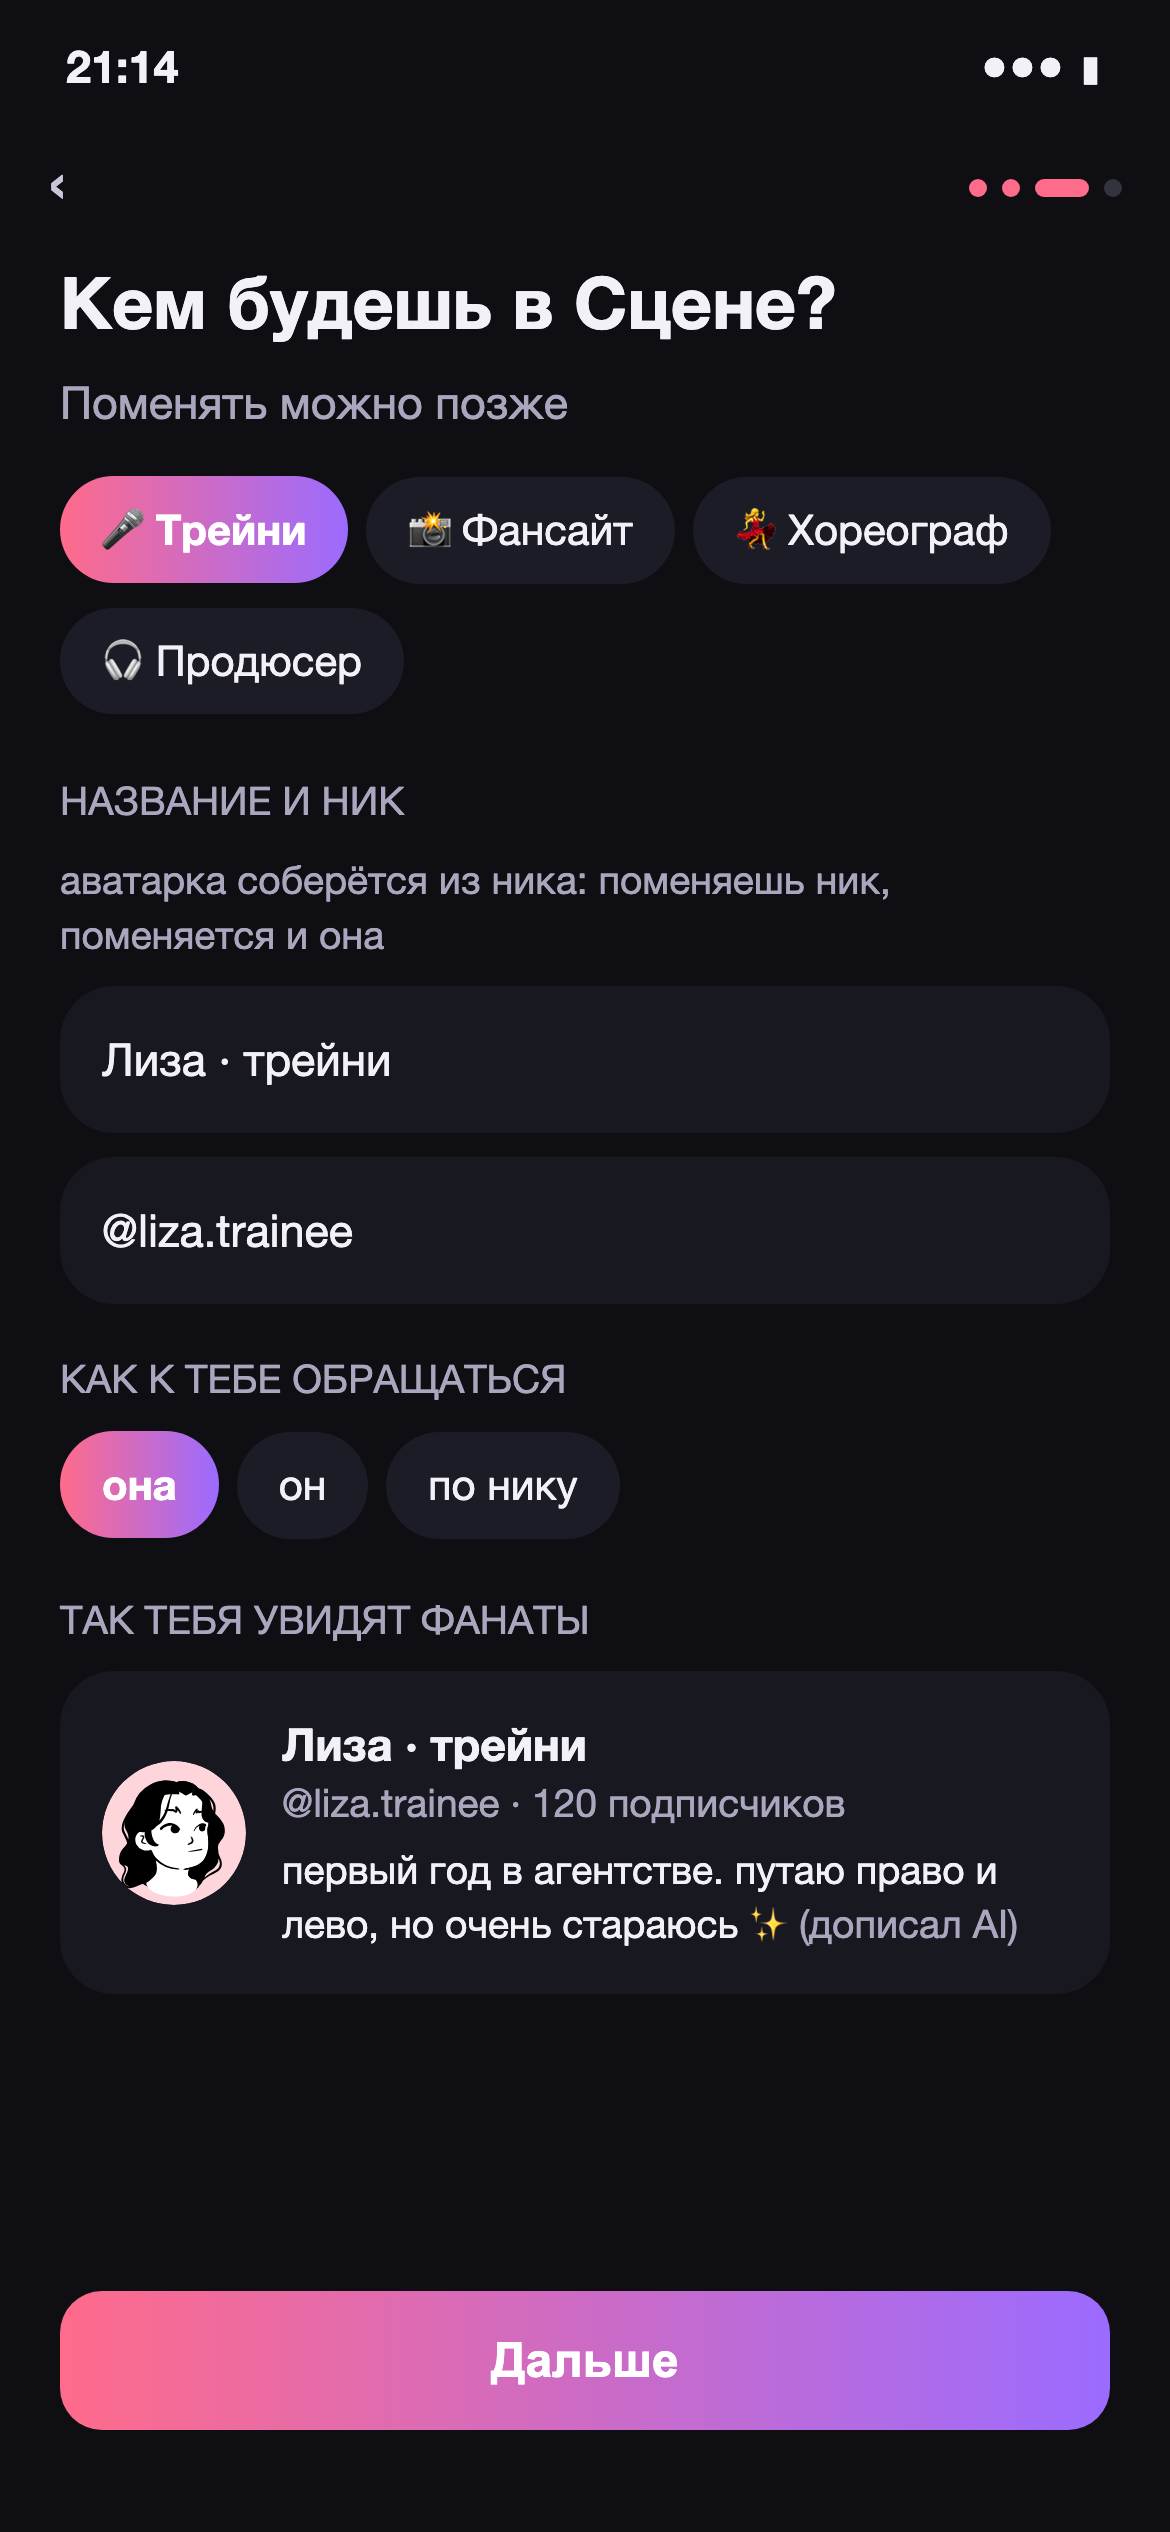 21:14
Кем будешь в Сцене?
Поменять можно позже
🎤 Трейни
📸 Фансайт
💃 Хореограф
🎧 Продюсер
НАЗВАНИЕ И НИК
аватарка соберётся из ника: поменяешь ник,
поменяется и она
Лиза · трейни
@liza.trainee
КАК К ТЕБЕ ОБРАЩАТЬСЯ
она
он
по нику
ТАК ТЕБЯ УВИДЯТ ФАНАТЫ
Лиза · трейни
@liza.trainee · 120 подписчиков
первый год в агентстве. путаю право и
лево, но очень стараюсь ✨ (дописал AI)
Дальше